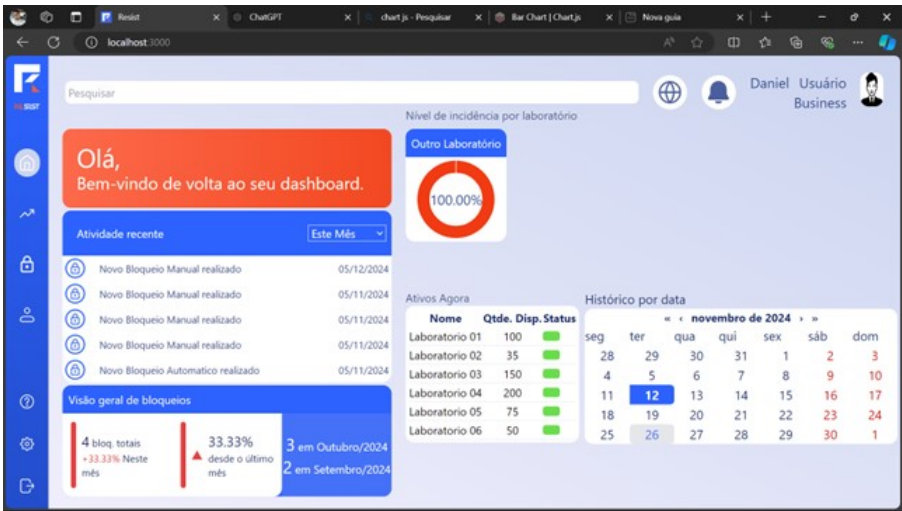 Resist
ChatGPT
chart js - Pesquisar
Bar Chart | Chart.js
Nova guia
localhost:3000
RESIST
Pesquisar
Daniel Usuário
Business
Nível de incidência por laboratório
Outro Laboratório
100.00%
Olá,
Bem-vindo de volta ao seu dashboard.
Atividade recente
Este Mês
Novo Bloqueio Manual realizado 05/12/2024
Novo Bloqueio Manual realizado 05/11/2024
Novo Bloqueio Manual realizado 05/11/2024
Novo Bloqueio Manual realizado 05/11/2024
Novo Bloqueio Automatico realizado 05/11/2024
Visão geral de bloqueios
4 bloq. totais
+33.33% Neste
mês
33.33%
desde o último
mês
3 em Outubro/2024
2 em Setembro/2024
Ativos Agora
Nome Qtde. Disp. Status
Laboratorio 01 100
Laboratorio 02 35
Laboratorio 03 150
Laboratorio 04 200
Laboratorio 05 75
Laboratorio 06 50
Histórico por data
« ‹ novembro de 2024 › »
seg ter qua qui sex sáb dom
28 29 30 31 1 2 3
4 5 6 7 8 9 10
11 12 13 14 15 16 17
18 19 20 21 22 23 24
25 26 27 28 29 30 1